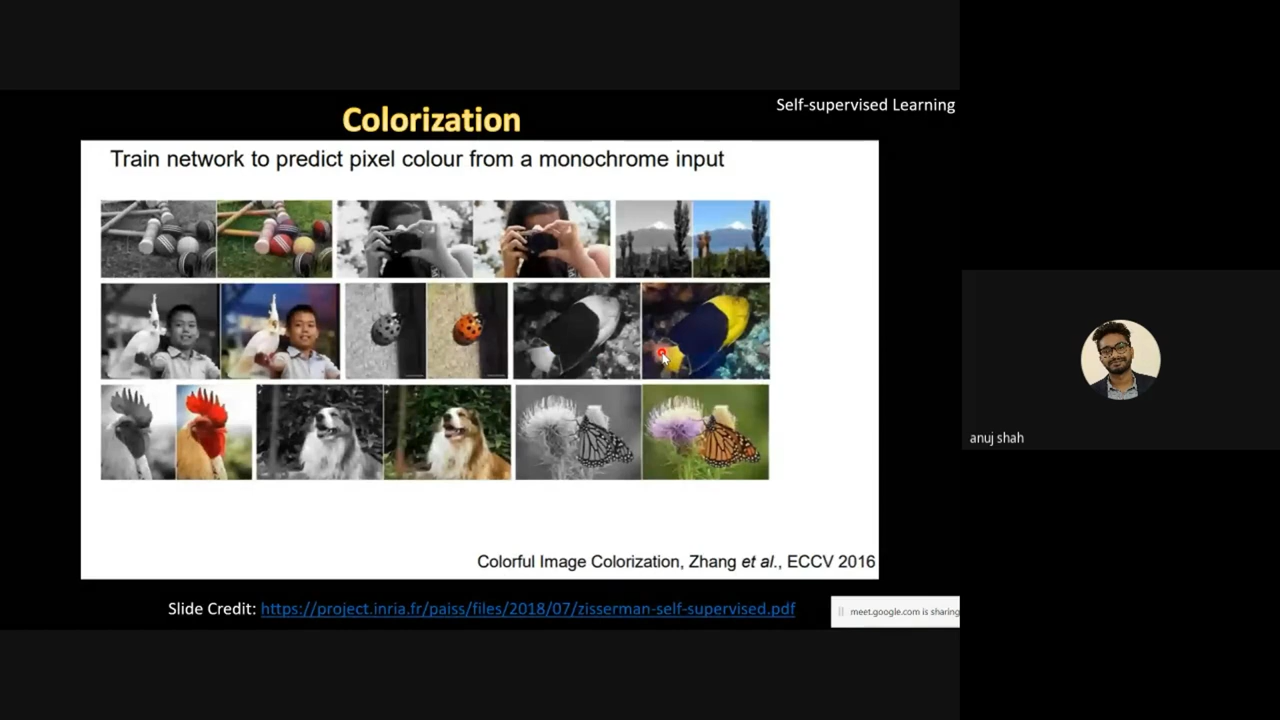 Self-supervised Learning
Colorization
Train network to predict pixel colour from a monochrome input
Colorful Image Colorization, Zhang et al., ECCV 2016
Slide Credit: https://project.inria.fr/paiss/files/2018/07/zisserman-self-supervised.pdf
meet.google.com is sharing
anuj shah